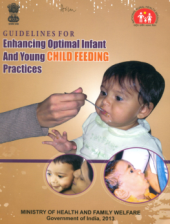 GUIDELINES FOR
Enhancing Optimal Infant
And Young CHILD FEEDING
Practices
MINISTRY OF HEALTH AND FAMILY WELFARE
Government of India, 2013